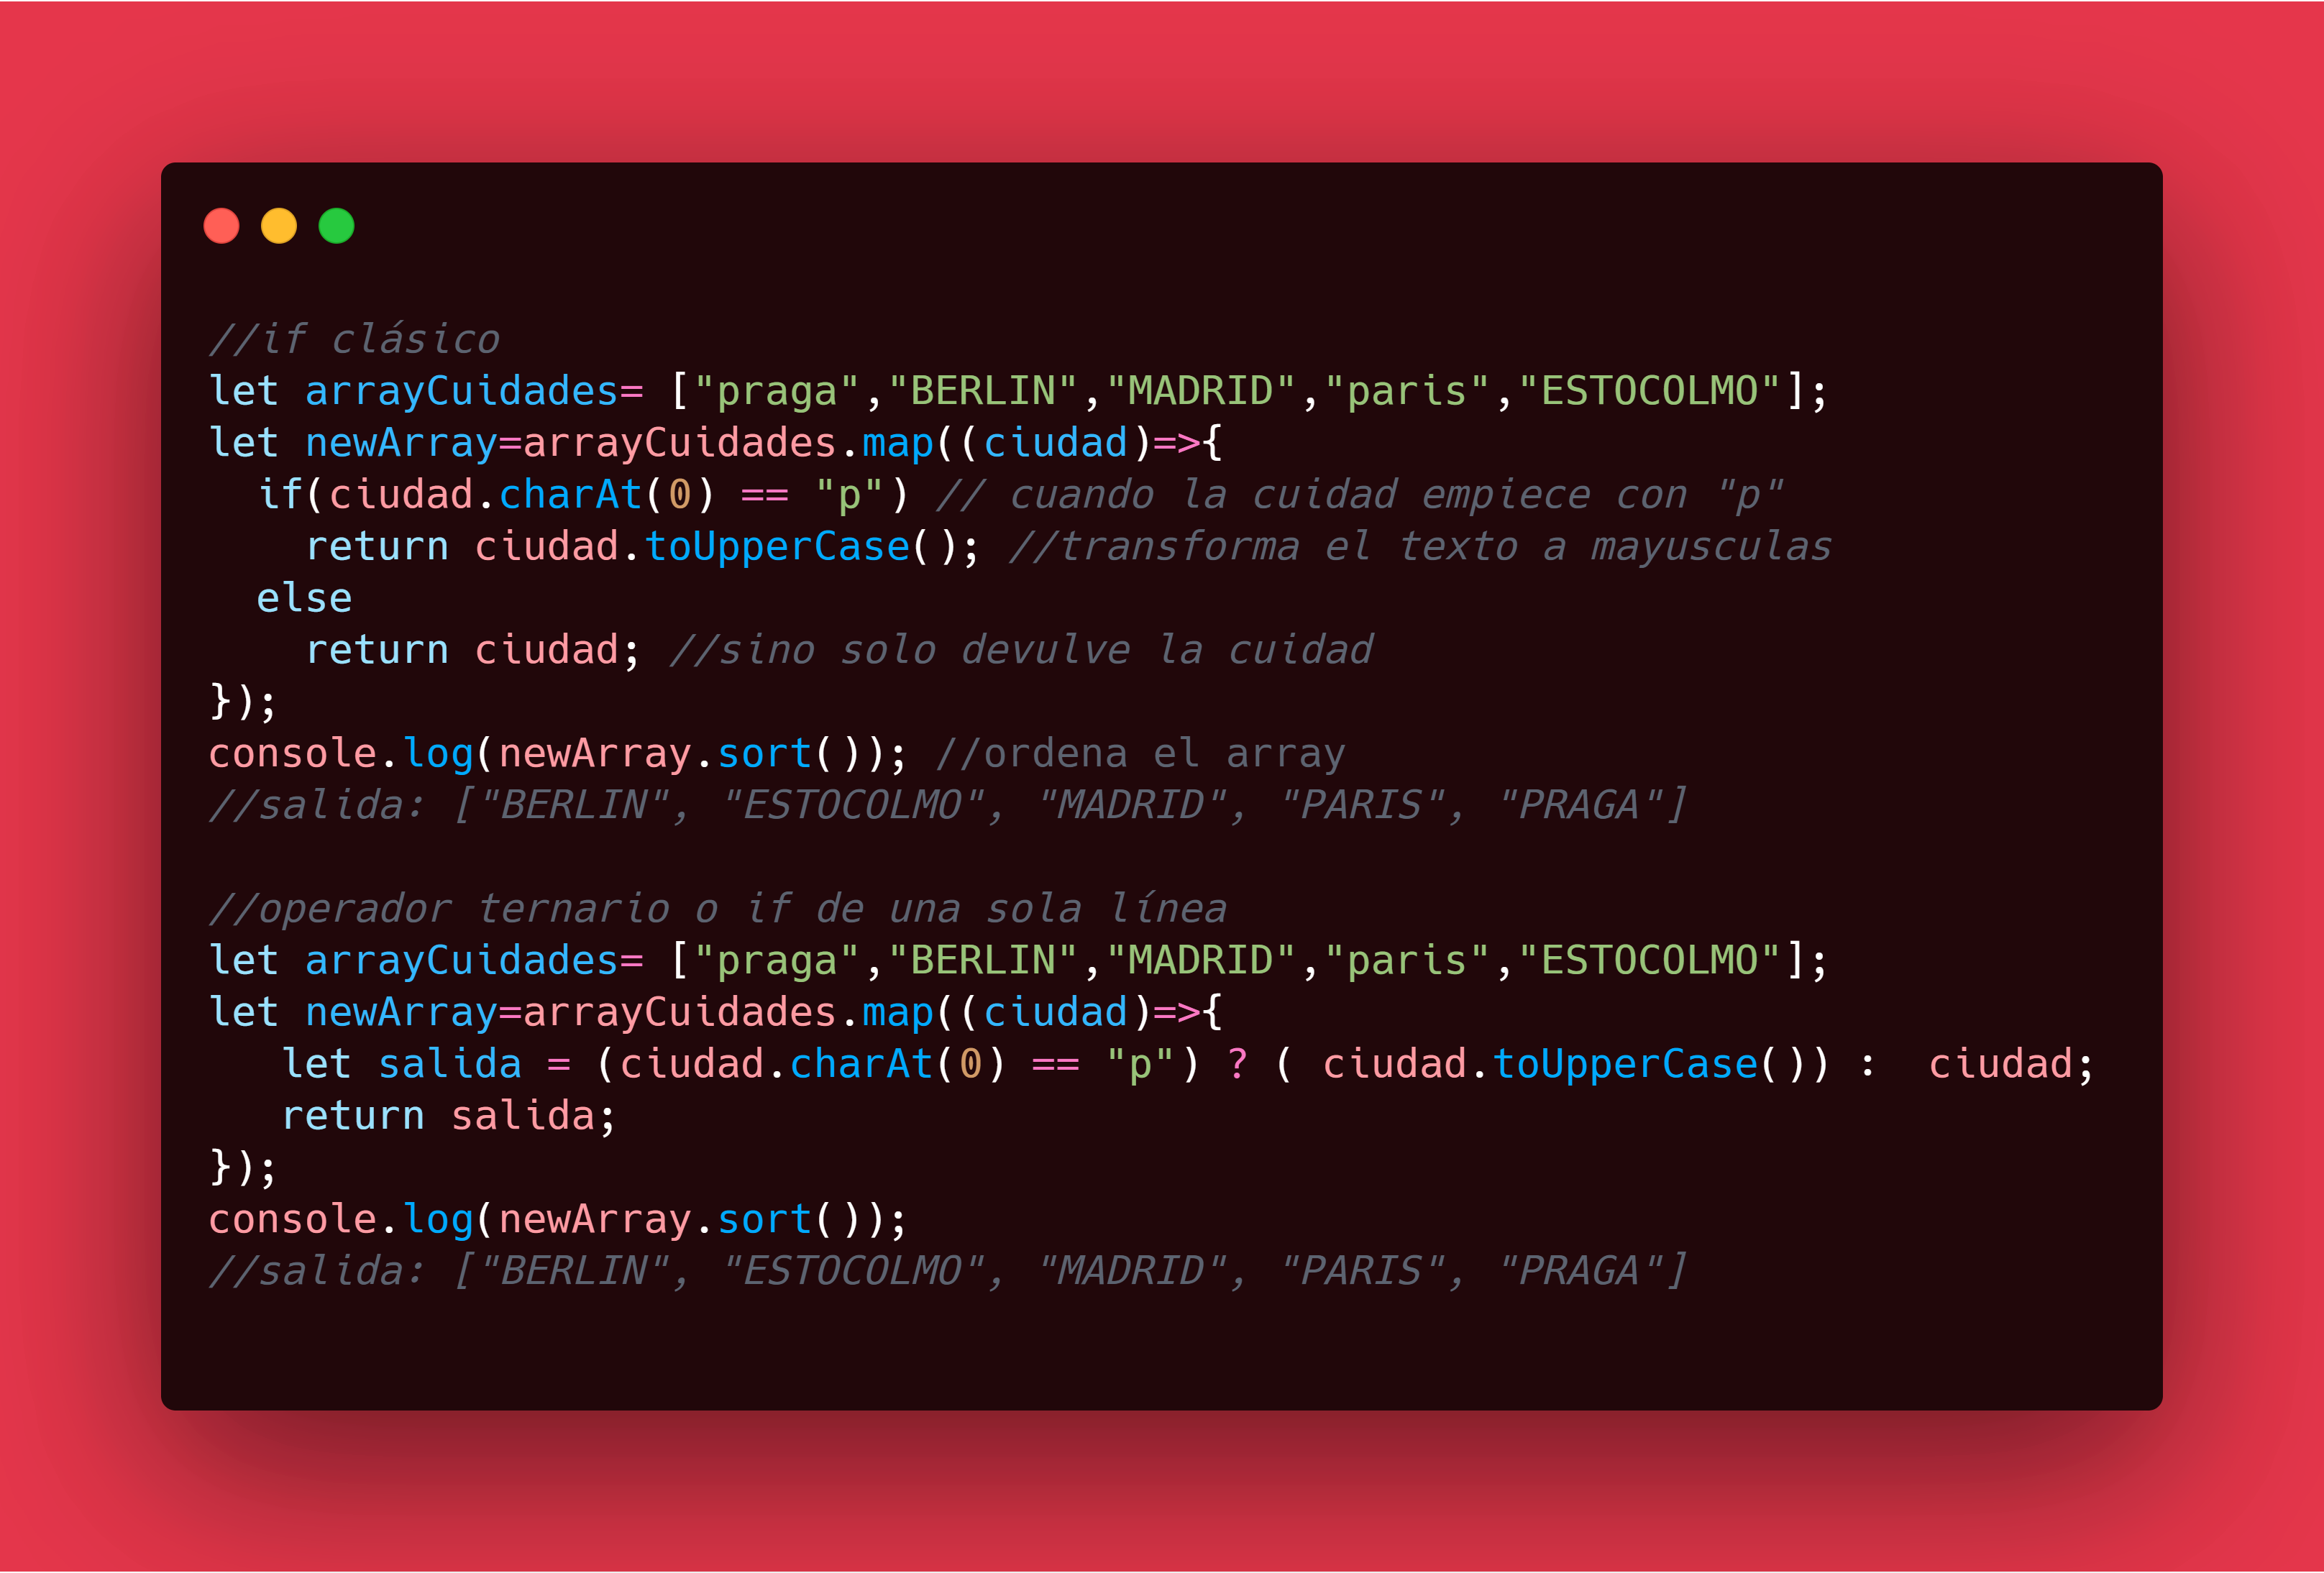 //if clásico
let arrayCuidades= ["praga","BERLIN","MADRID","paris","ESTOCOLMO"];
let newArray=arrayCuidades.map((ciudad)=>{
  if(ciudad.charAt(0) == "p") // cuando la cuidad empiece con "p"
    return ciudad.toUpperCase(); //transforma el texto a mayusculas
  else
    return ciudad; //sino solo devulve la cuidad
});
console.log(newArray.sort()); //ordena el array
//salida: ["BERLIN", "ESTOCOLMO", "MADRID", "PARIS", "PRAGA"]

//operador ternario o if de una sola línea
let arrayCuidades= ["praga","BERLIN","MADRID","paris","ESTOCOLMO"];
let newArray=arrayCuidades.map((ciudad)=>{
   let salida = (ciudad.charAt(0) == "p") ? ( ciudad.toUpperCase()) :  ciudad;
   return salida;
});
console.log(newArray.sort());
//salida: ["BERLIN", "ESTOCOLMO", "MADRID", "PARIS", "PRAGA"]